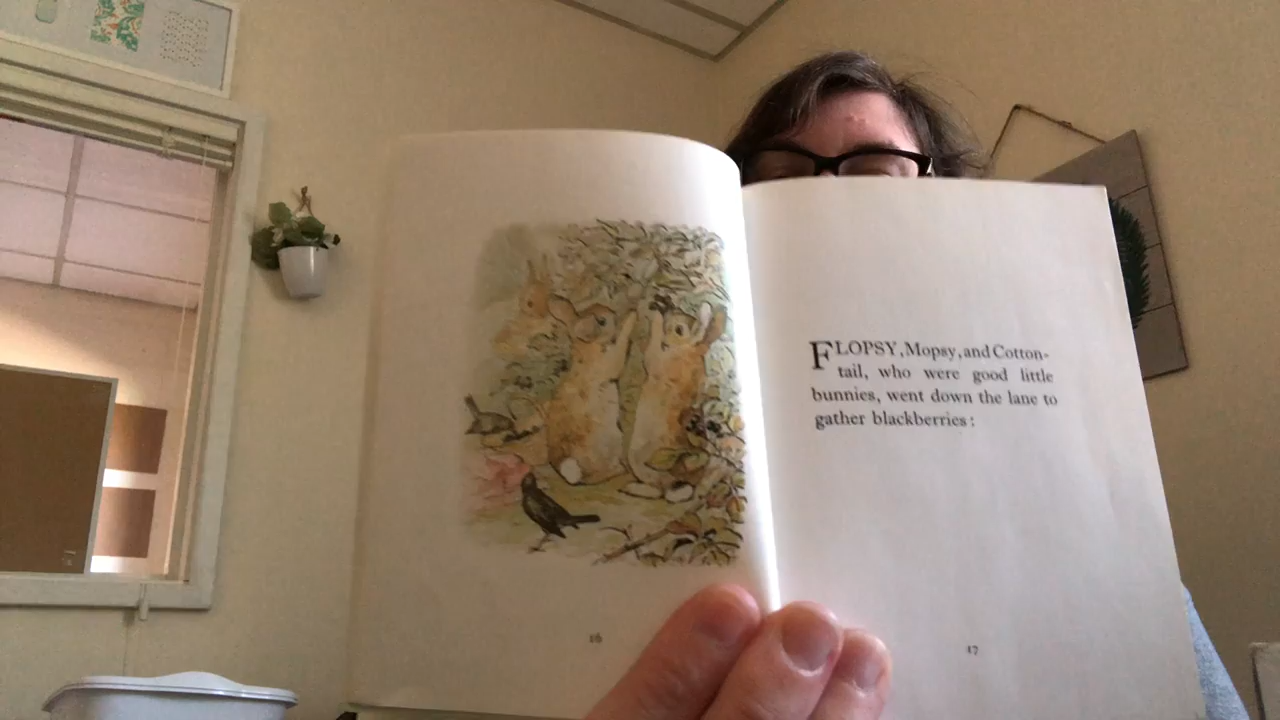 FLOPSY, Mopsy, and Cotton-
tail, who were good little
bunnies, went down the lane to
gather blackberries:
16
17